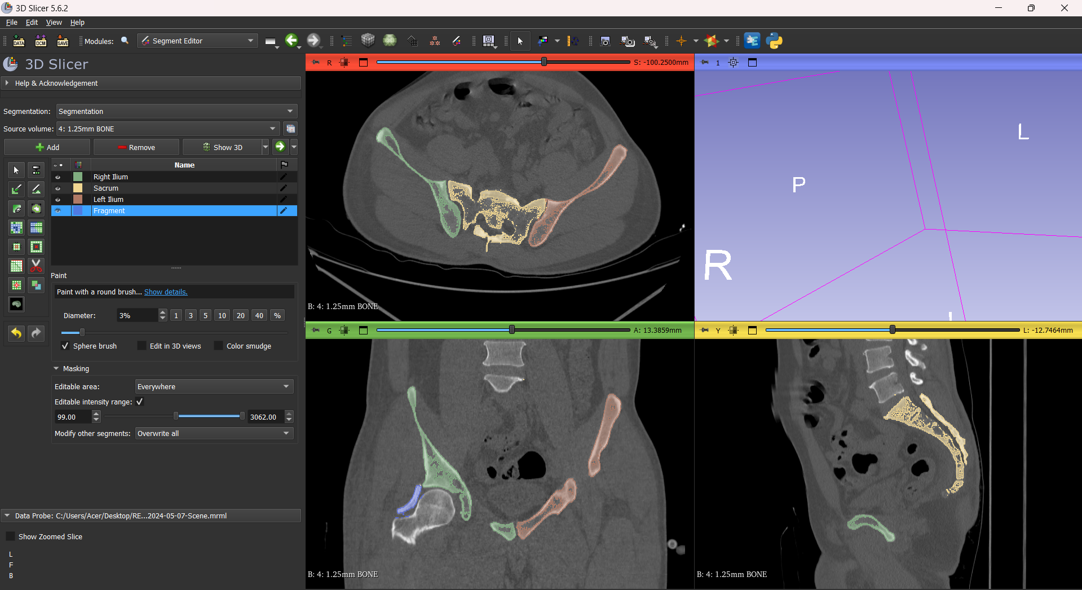 3D Slicer 5.6.2
File Edit View Help
DATA DCM SAVE Modules: Segment Editor
3D Slicer
Help & Acknowledgement
Segmentation: Segmentation
Source volume: 4: 1.25mm BONE
Add Remove Show 3D
Name
Right Ilium
Sacrum
Left Ilium
Fragment
Paint
Paint with a round brush... Show details.
Diameter: 3% 1 3 5 10 20 40 %
Sphere brush Edit in 3D views Color smudge
Masking
Editable area: Everywhere
Editable intensity range:
99.00 3062.00
Modify other segments: Overwrite all
Data Probe: C:/Users/Acer/Desktop/RE...2024-05-07-Scene.mrml
Show Zoomed Slice
L
F
B
R S: -100.2500mm
B: 4: 1.25mm BONE
1
L
P
R
L
G A: 13.3859mm
B: 4: 1.25mm BONE
Y L: -12.7464mm
B: 4: 1.25mm BONE